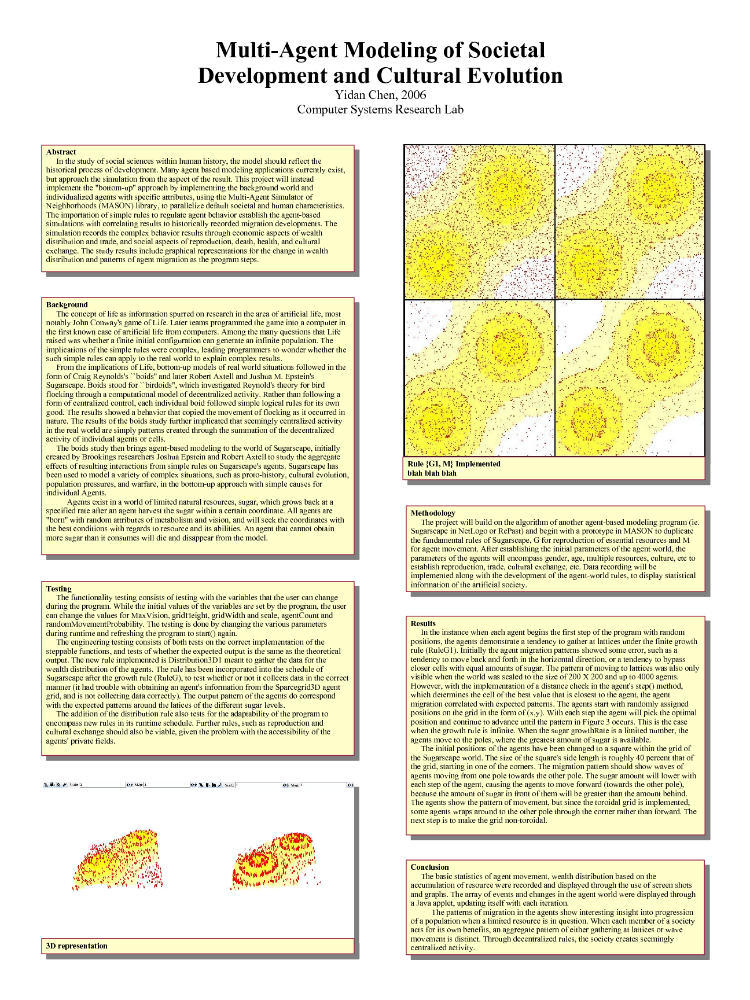 Multi-Agent Modeling of Societal
Development and Cultural Evolution
Yidan Chen, 2006
Computer Systems Research Lab
Abstract
In the study of social sciences within human history, the model should reflect the
historical process of development. Many agent based modeling applications currently exist,
but approach the simulation from the aspect of the result. This project will instead
implement the "bottom-up" approach by implementing the background world and
individualized agents with specific attributes, using the Multi-Agent Simulator of
Neighborhoods (MASON) library, to parallelize default societal and human characteristics.
The importation of simple rules to regulate agent behavior establish the agent-based
simulations with correlating results to historically recorded migration developments. The
simulation records the complex behavior results through economic aspects of wealth
distribution and trade, and social aspects of reproduction, death, health, and cultural
exchange. The study results include graphical representations for the change in wealth
distribution and patterns of agent migration as the program steps.
Background
The concept of life as information spurred on research in the area of artificial life, most
notably John Conway's game of Life. Later teams programmed the game into a computer in
the first known case of artificial life from computers. Among the many questions that Life
raised was whether a finite initial configuration can generate an infinite population. The
implications of the simple rules were complex, leading programmers to wonder whether the
such simple rules can apply to the real world to explain complex results.
From the implications of Life, bottom-up models of real world situations followed in the
form of Craig Reynolds's ``boids'' and later Robert Axtell and Jushua M. Epstein's
Sugarscape. Boids stood for ``birdoids'', which investigated Reynold's theory for bird
flocking through a computational model of decentralized activity. Rather than following a
form of centralized control, each individual boid followed simple logical rules for its own
good. The results showed a behavior that copied the movement of flocking as it occurred in
nature. The results of the boids study further implicated that seemingly centralized activity
in the real world are simply patterns created through the summation of the decentralized
activity of individual agents or cells.
The boids study then brings agent-based modeling to the world of Sugarscape, initially
created by Brookings researchers Joshua Epstein and Robert Axtell to study the aggregate
effects of resulting interactions from simple rules on Sugarscape's agents. Sugarscape has
been used to model a variety of complex situations, such as proto-history, cultural evolution,
population pressures, and warfare, in the bottom-up approach with simple causes for
individual Agents.
Agents exist in a world of limited natural resources, sugar, which grows back at a
specified rate after an agent harvest the sugar within a certain coordinate. All agents are
"born" with random attributes of metabolism and vision, and will seek the coordinates with
the best conditions with regards to resource and its abilities. An agent that cannot obtain
more sugar than it consumes will die and disappear from the model.
Testing
The functionality testing consists of testing with the variables that the user can change
during the program. While the initial values of the variables are set by the program, the user
can change the values for MaxVision, gridHeight, gridWidth and scale, agentCount and
randomMovementProbability. The testing is done by changing the various parameters
during runtime and refreshing the program to start() again.
The engineering testing consists of both tests on the correct implementation of the
steppable functions, and tests of whether the expected output is the same as the theoretical
output. The new rule implemented is Distribution3D1 meant to gather the data for the
wealth distribution of the agents. The rule has been incorporated into the schedule of
Sugarscape after the growth rule (RuleG), to test whether or not it collects data in the correct
manner (it had trouble with obtaining an agent's information from the Sparcegrid3D agent
grid, and is not collecting data correctly). The output pattern of the agents do correspond
with the expected patterns around the latices of the different sugar levels.
The addition of the distribution rule also tests for the adaptability of the program to
encompass new rules in its runtime schedule. Further rules, such as reproduction and
cultural exchange should also be viable, given the problem with the accessibility of the
agents' private fields.
Scale: 1 Skip: 1 Scale: 1 Skip: 1
3D representation
Rule {G1, M} Implemented
blah blah blah
Methodology
The project will build on the algorithm of another agent-based modeling program (ie.
Sugarscape in NetLogo or RePast) and begin with a prototype in MASON to duplicate
the fundamental rules of Sugarscape, G for reproduction of essential resources and M
for agent movement. After establishing the initial parameters of the agent world, the
parameters of the agents will encompass gender, age, multiple resources, culture, etc to
establish reproduction, trade, cultural exchange, etc. Data recording will be
implemented along with the development of the agent-world rules, to display statistical
information of the artificial society.
Results
In the instance when each agent begins the first step of the program with random
positions, the agents demonstrate a tendency to gather at lattices under the finite growth
rule (RuleG1). Initially the agent migration patterns showed some error, such as a
tendency to move back and forth in the horizontal direction, or a tendency to bypass
closer cells with equal amounts of sugar. The pattern of moving to lattices was also only
visible when the world was scaled to the size of 200 X 200 and up to 4000 agents.
However, with the implementation of a distance check in the agent's step() method,
which determines the cell of the best value that is closest to the agent, the agent
migration correlated with expected patterns. The agents start with randomly assigned
positions on the grid in the form of (x,y). With each step the agent will pick the optimal
position and continue to advance until the pattern in Figure 3 occurs. This is the case
when the growth rule is infinite. When the sugar growthRate is a limited number, the
agents move to the poles, where the greatest amount of sugar is available.
The initial positions of the agents have been changed to a square within the grid of
the Sugarscape world. The size of the square's side length is roughly 40 percent that of
the grid, starting in one of the corners. The migration pattern should show waves of
agents moving from one pole towards the other pole. The sugar amount will lower with
each step of the agent, causing the agents to move forward (towards the other pole),
because the amount of sugar in front of them will be greater than the amount behind.
The agents show the pattern of movement, but since the toroidal grid is implemented,
some agents wraps around to the other pole through the corner rather than forward. The
next step is to make the grid non-toroidal.
Conclusion
The basic statistics of agent movement, wealth distribution based on the
accumulation of resource were recorded and displayed through the use of screen shots
and graphs. The array of events and changes in the agent world were displayed through
a Java applet, updating itself with each iteration.
The patterns of migration in the agents show interesting insight into progression
of a population when a limited resource is in question. When each member of a society
acts for its own benefits, an aggregate pattern of either gathering at lattices or wave
movement is distinct. Through decentralized rules, the society creates seemingly
centralized activity.